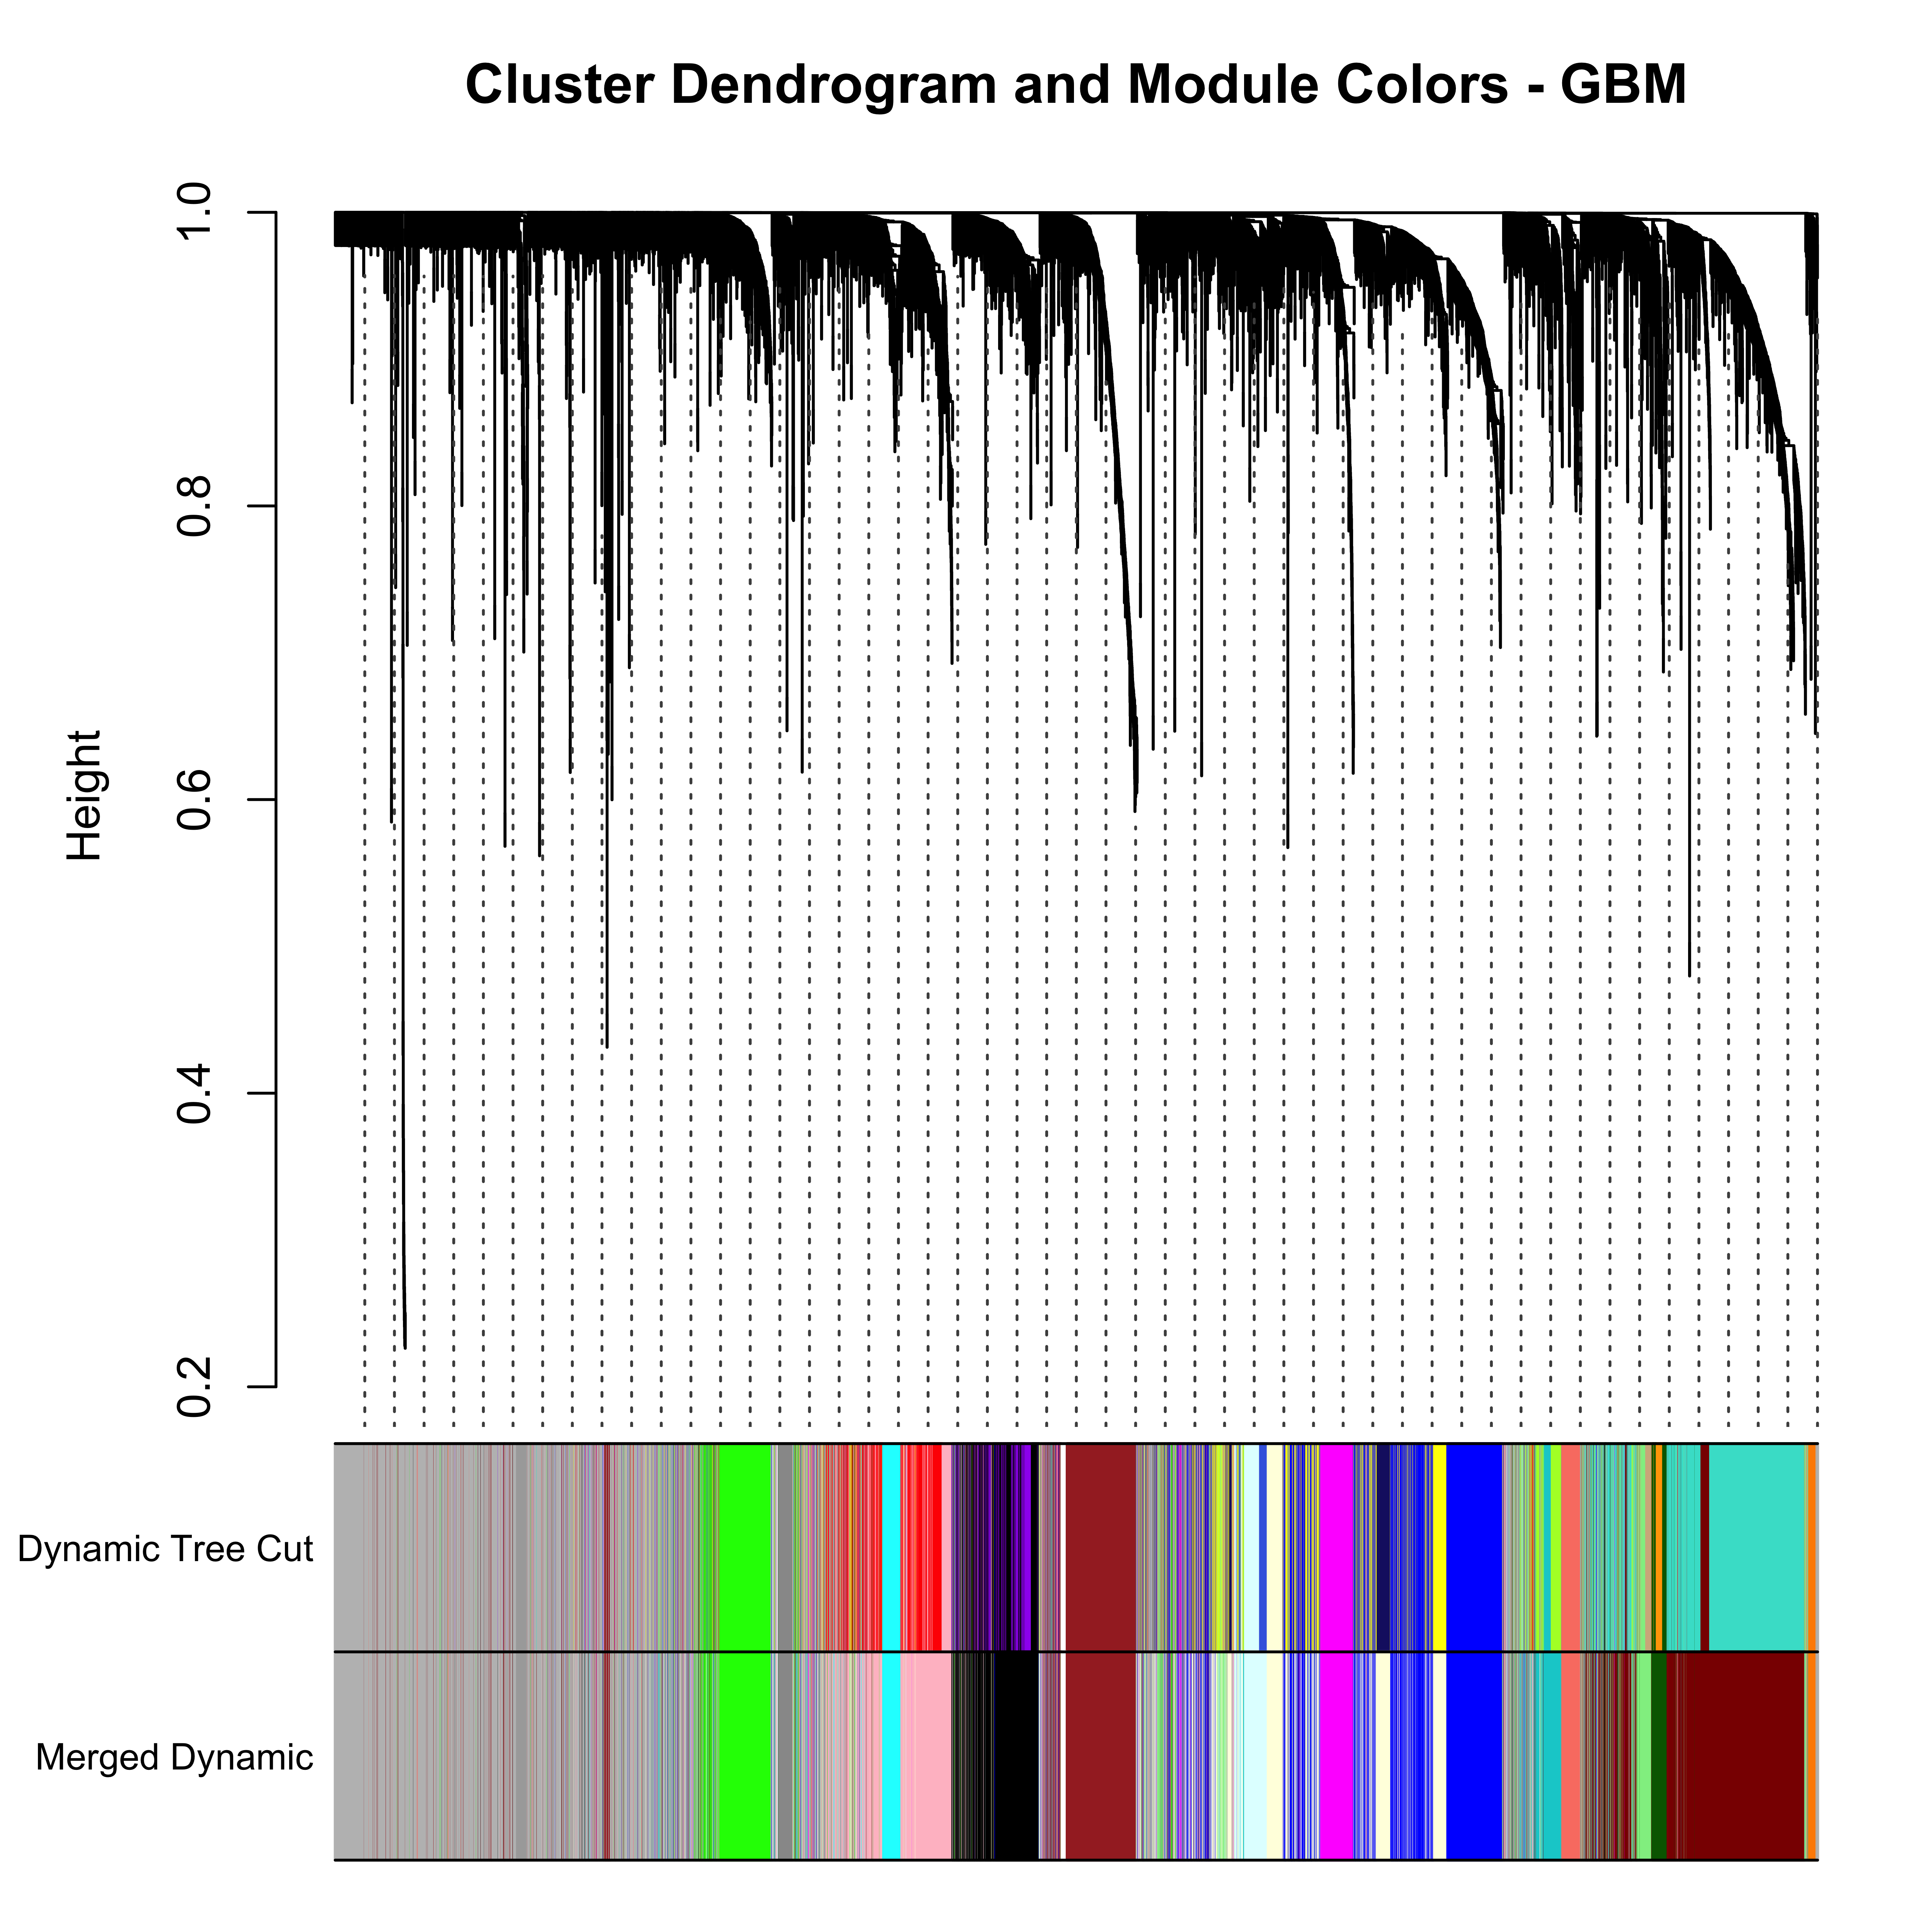 Cluster Dendrogram and Module Colors - GBM
Height
1.0
0.8
0.6
0.4
0.2
Dynamic Tree Cut
Merged Dynamic